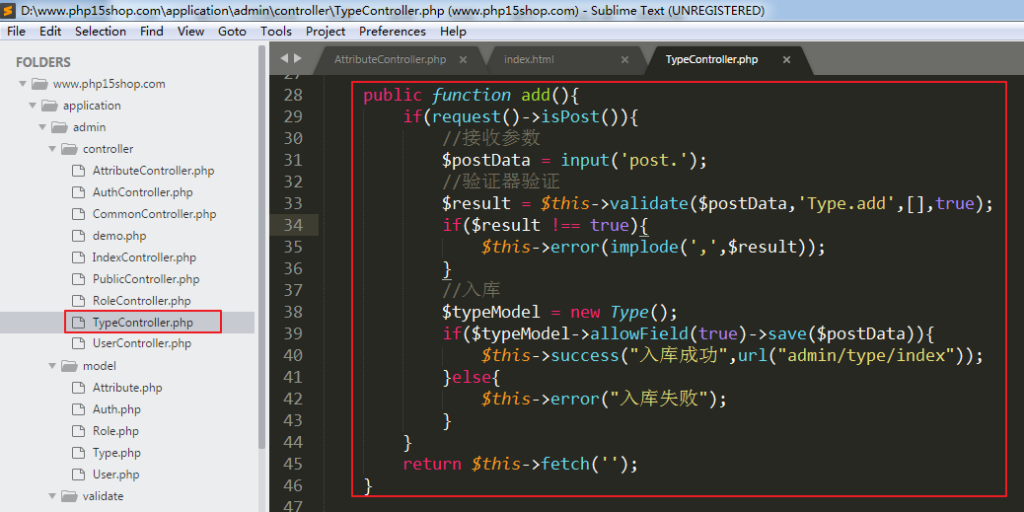 D:\www.php15shop.com\application\admin\controller\TypeController.php (www.php15shop.com) - Sublime Text (UNREGISTERED)
File Edit Selection Find View Goto Tools Project Preferences Help
FOLDERS
www.php15shop.com
application
admin
controller
AttributeController.php
AuthController.php
CommonController.php
demo.php
IndexController.php
PublicController.php
RoleController.php
TypeController.php
UserController.php
model
Attribute.php
Auth.php
Role.php
Type.php
User.php
validate
AttributeController.php × index.html × TypeController.php ×
27
28 public function add(){
29 if(request()->isPost()){
30 //接收参数
31 $postData = input('post.');
32 //验证器验证
33 $result = $this->validate($postData,'Type.add',[],true);
34 if($result !== true){
35 $this->error(implode(',',$result));
36 }
37 //入库
38 $typeModel = new Type();
39 if($typeModel->allowField(true)->save($postData)){
40 $this->success("入库成功",url("admin/type/index"));
41 }else{
42 $this->error("入库失败");
43 }
44 }
45 return $this->fetch('');
46 }
47